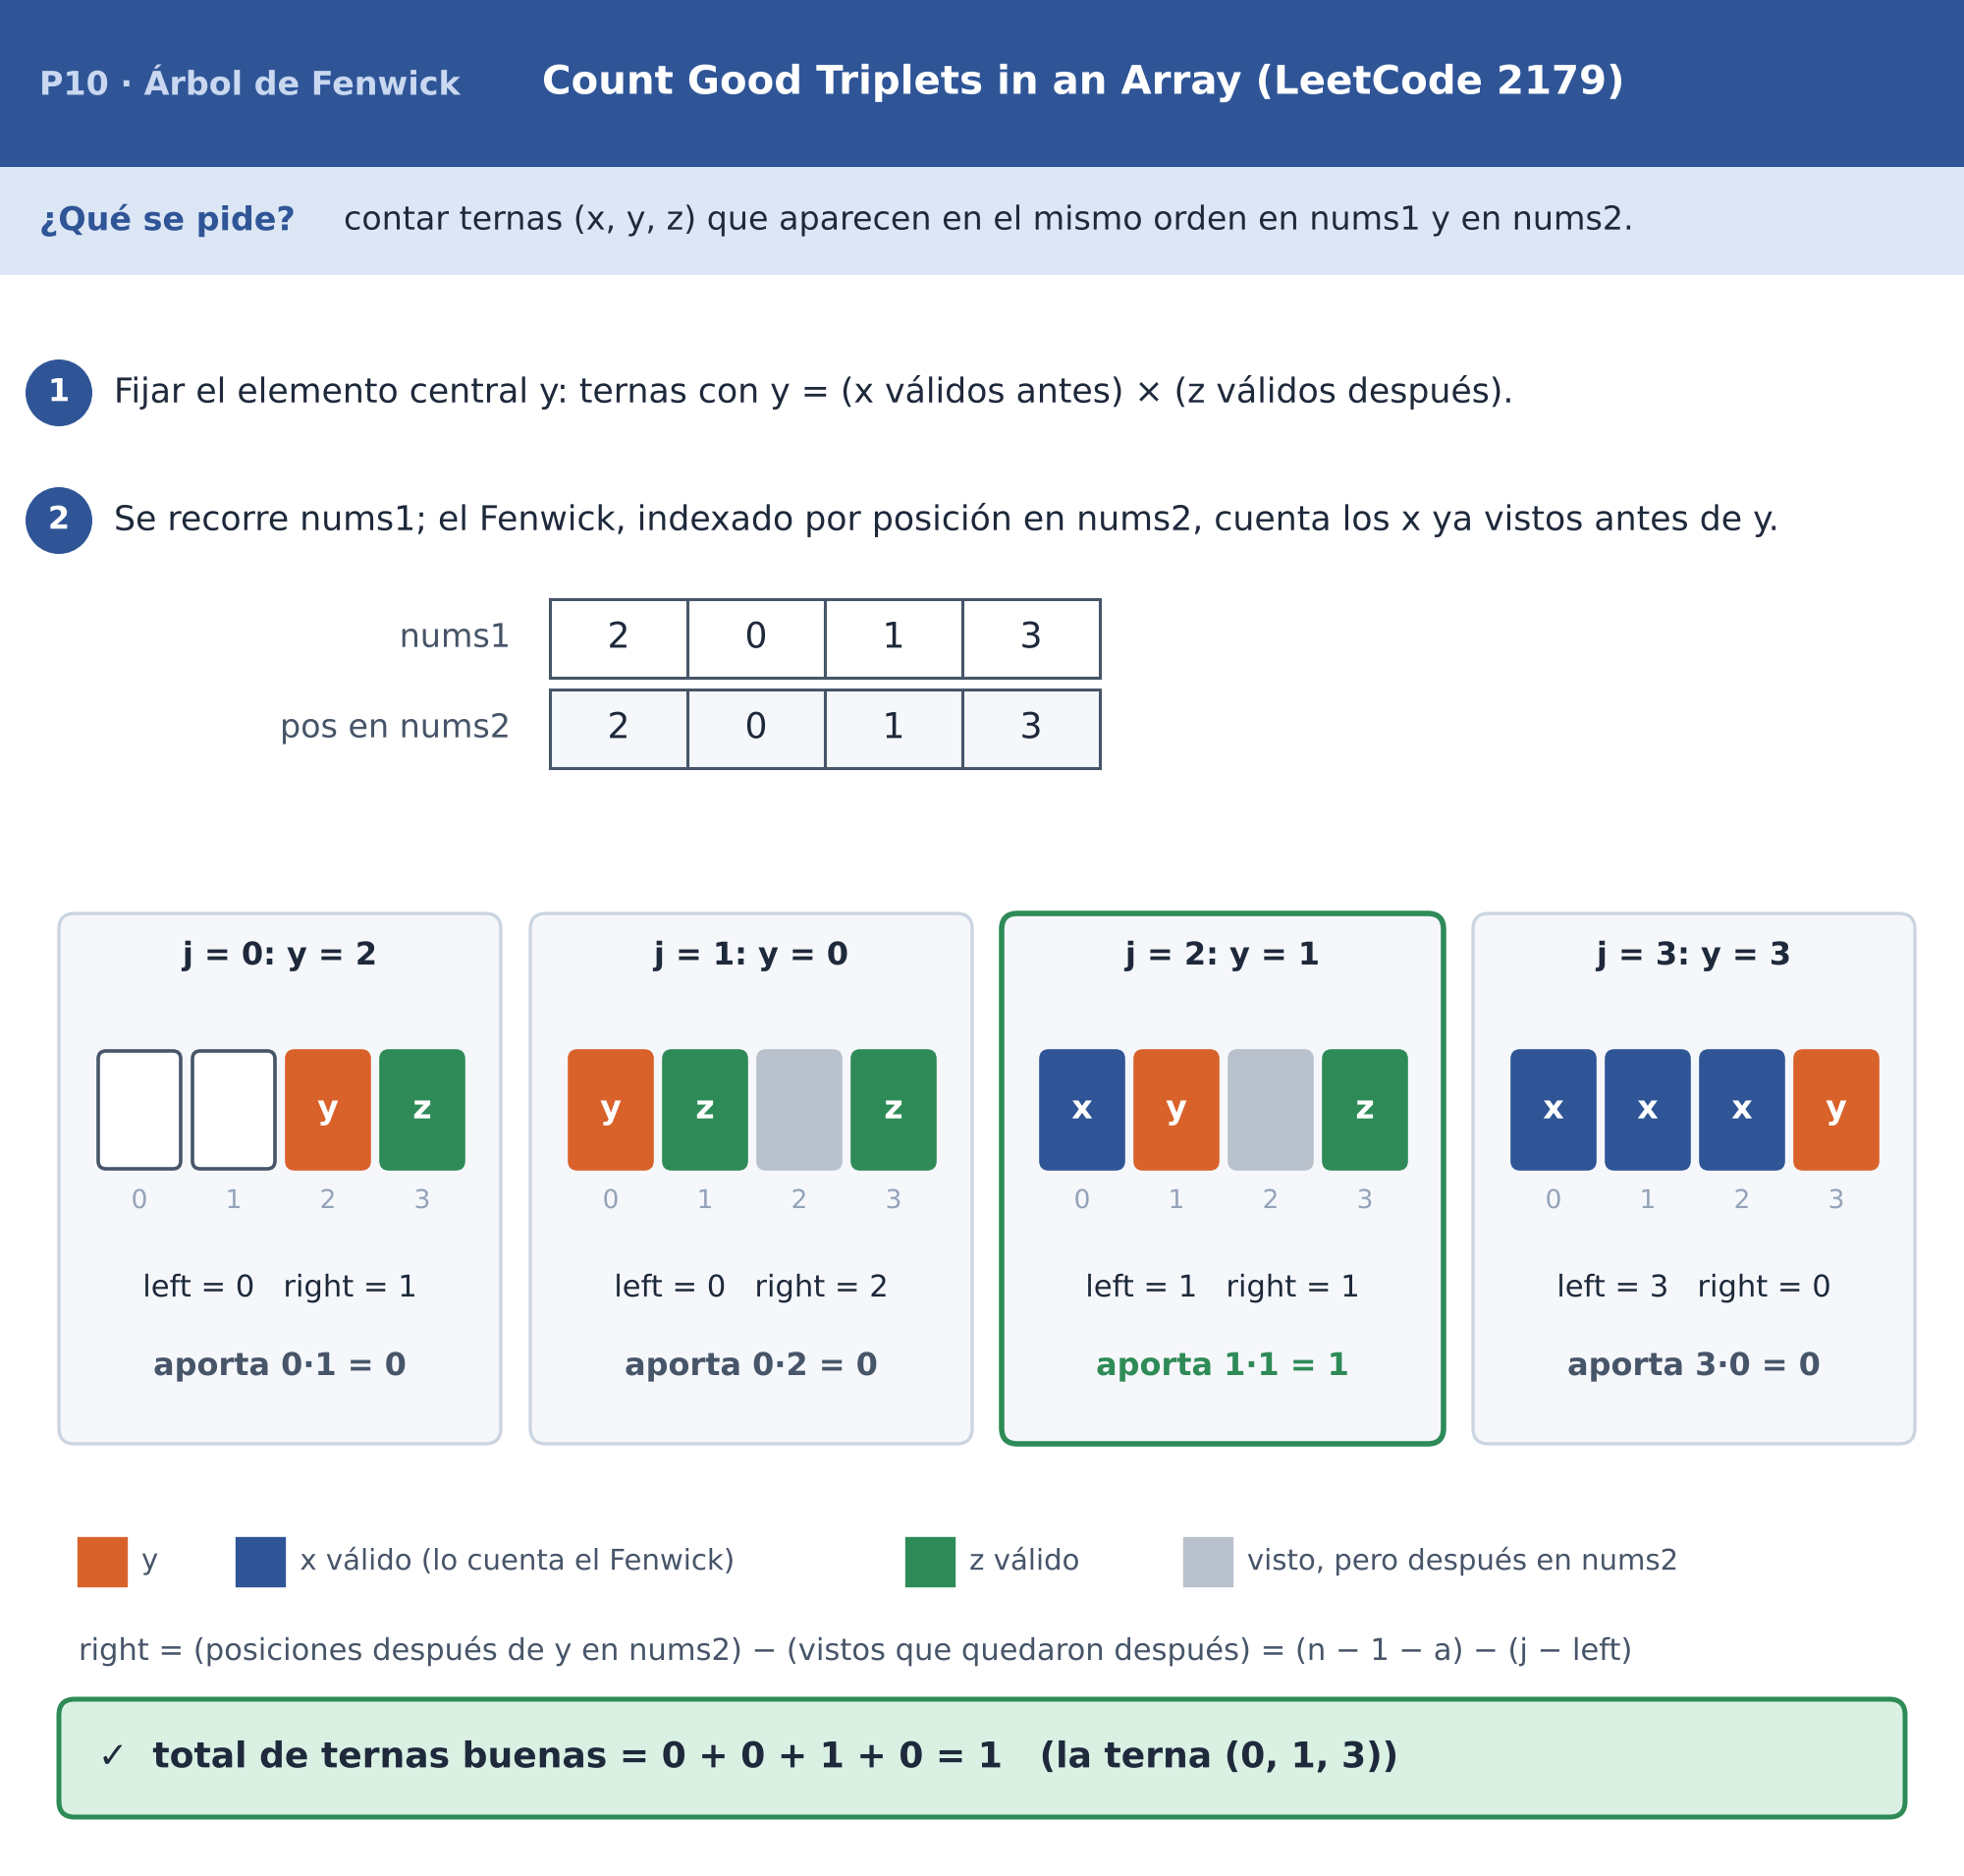 P10 · Árbol de Fenwick Count Good Triplets in an Array (LeetCode 2179)
¿Qué se pide? contar ternas (x, y, z) que aparecen en el mismo orden en nums1 y en nums2.
1 Fijar el elemento central y: ternas con y = (x válidos antes) × (z válidos después).
2 Se recorre nums1; el Fenwick, indexado por posición en nums2, cuenta los x ya vistos antes de y.
nums1 2 0 1 3
pos en nums2 2 0 1 3
j = 0: y = 2
y z
0 1 2 3
left = 0 right = 1
aporta 0·1 = 0
j = 1: y = 0
y z z
0 1 2 3
left = 0 right = 2
aporta 0·2 = 0
j = 2: y = 1
x y z
0 1 2 3
left = 1 right = 1
aporta 1·1 = 1
j = 3: y = 3
x x x y
0 1 2 3
left = 3 right = 0
aporta 3·0 = 0
y x válido (lo cuenta el Fenwick) z válido visto, pero después en nums2
right = (posiciones después de y en nums2) − (vistos que quedaron después) = (n − 1 − a) − (j − left)
✓ total de ternas buenas = 0 + 0 + 1 + 0 = 1 (la terna (0, 1, 3))